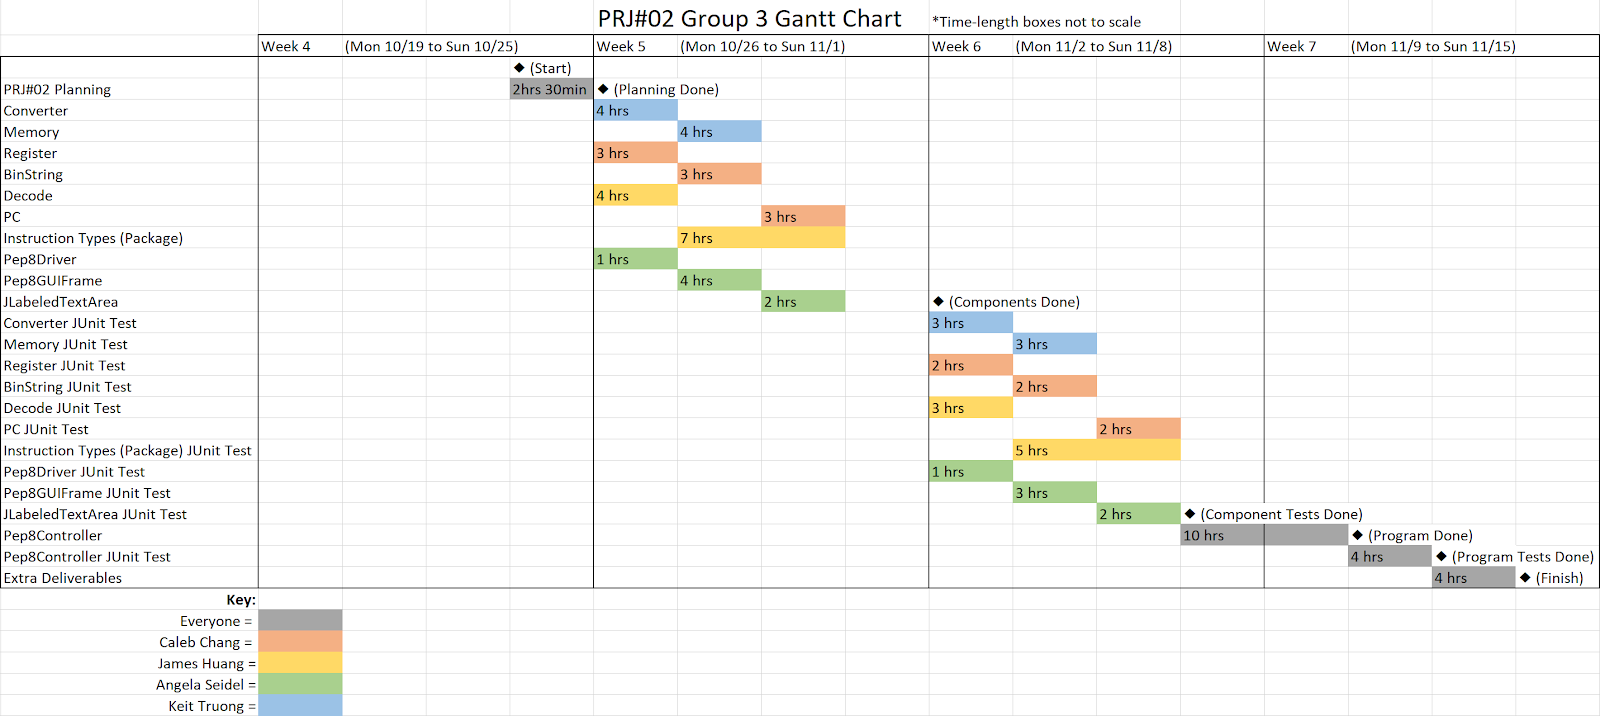 PRJ#02 Group 3 Gantt Chart *Time-length boxes not to scale
Week 4 (Mon 10/19 to Sun 10/25) Week 5 (Mon 10/26 to Sun 11/1) Week 6 (Mon 11/2 to Sun 11/8) Week 7 (Mon 11/9 to Sun 11/15)
◆ (Start)
PRJ#02 Planning 2hrs 30min ◆ (Planning Done)
Converter 4 hrs
Memory 4 hrs
Register 3 hrs
BinString 3 hrs
Decode 4 hrs
PC 3 hrs
Instruction Types (Package) 7 hrs
Pep8Driver 1 hrs
Pep8GUIFrame 4 hrs
JLabeledTextArea 2 hrs ◆ (Components Done)
Converter JUnit Test 3 hrs
Memory JUnit Test 3 hrs
Register JUnit Test 2 hrs
BinString JUnit Test 2 hrs
Decode JUnit Test 3 hrs
PC JUnit Test 2 hrs
Instruction Types (Package) JUnit Test 5 hrs
Pep8Driver JUnit Test 1 hrs
Pep8GUIFrame JUnit Test 3 hrs
JLabeledTextArea JUnit Test 2 hrs ◆ (Component Tests Done)
Pep8Controller 10 hrs ◆ (Program Done)
Pep8Controller JUnit Test 4 hrs ◆ (Program Tests Done)
Extra Deliverables 4 hrs ◆ (Finish)
Key:
Everyone =
Caleb Chang =
James Huang =
Angela Seidel =
Keit Truong =